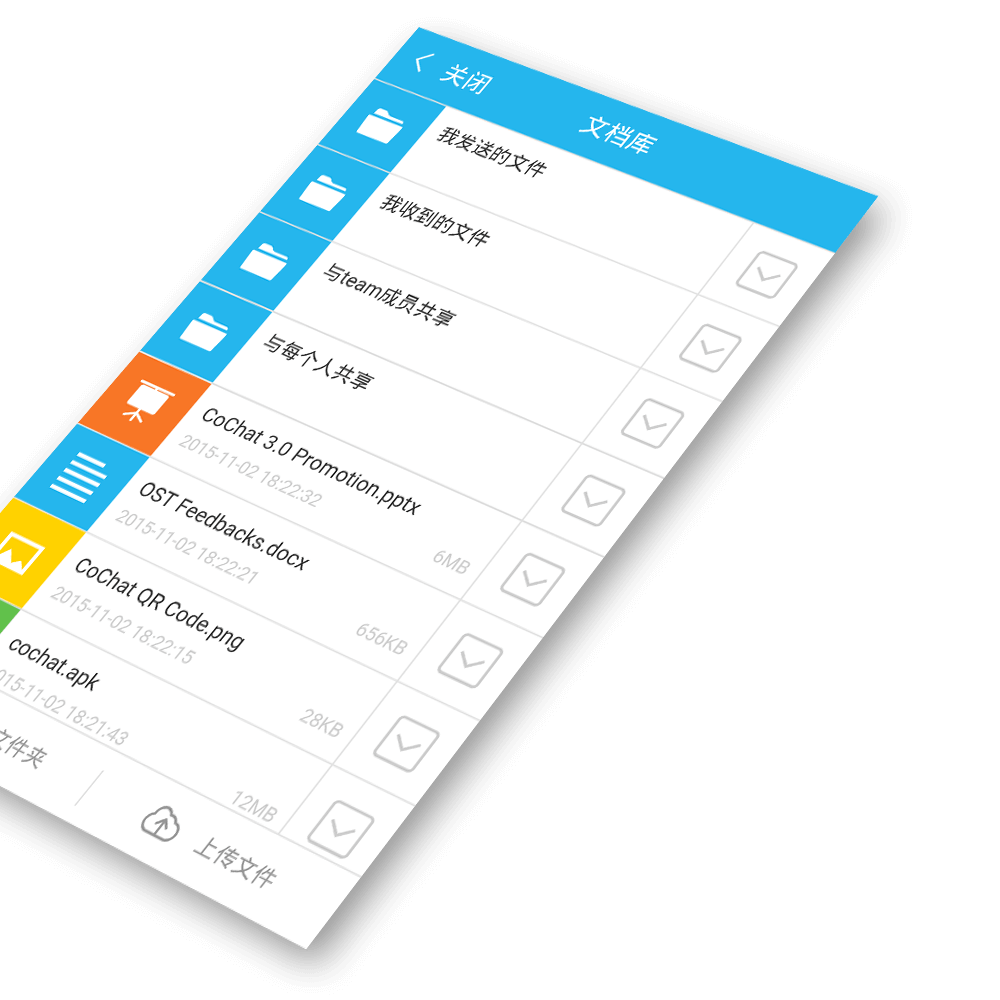 关闭
文档库
我发送的文件
我收到的文件
与team成员共享
与每个人共享
CoChat 3.0 Promotion.pptx
2015-11-02 18:22:32
6MB
OST Feedbacks.docx
2015-11-02 18:22:21
656KB
CoChat QR Code.png
2015-11-02 18:22:15
28KB
cochat.apk
015-11-02 18:21:43
12MB
文件夹
上传文件